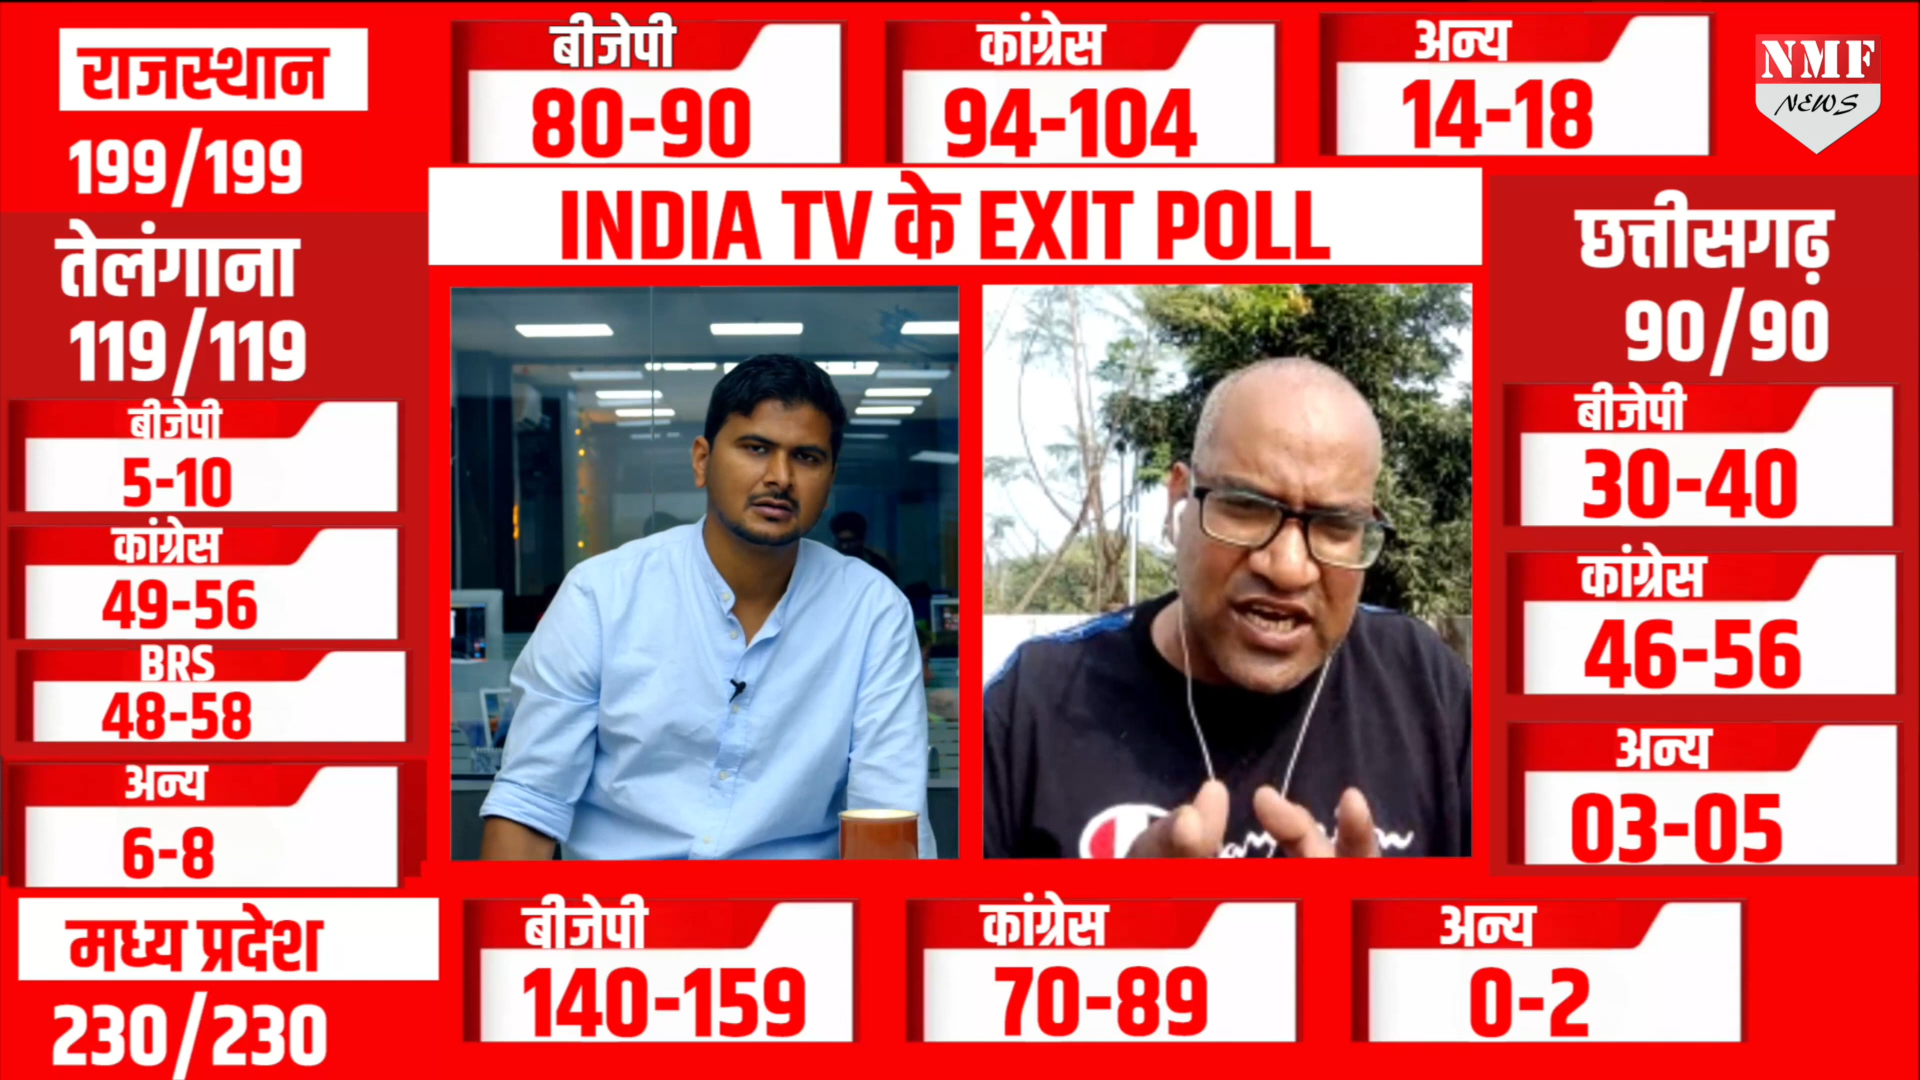 राजस्थान
199/199
बीजेपी
80-90
कांग्रेस
94-104
अन्य
14-18
NMF
NEWS
INDIA TV के EXIT POLL
तेलंगाना
119/119
बीजेपी
5-10
कांग्रेस
49-56
BRS
48-58
अन्य
6-8
छत्तीसगढ़
90/90
बीजेपी
30-40
कांग्रेस
46-56
अन्य
03-05
मध्य प्रदेश
230/230
बीजेपी
140-159
कांग्रेस
70-89
अन्य
0-2